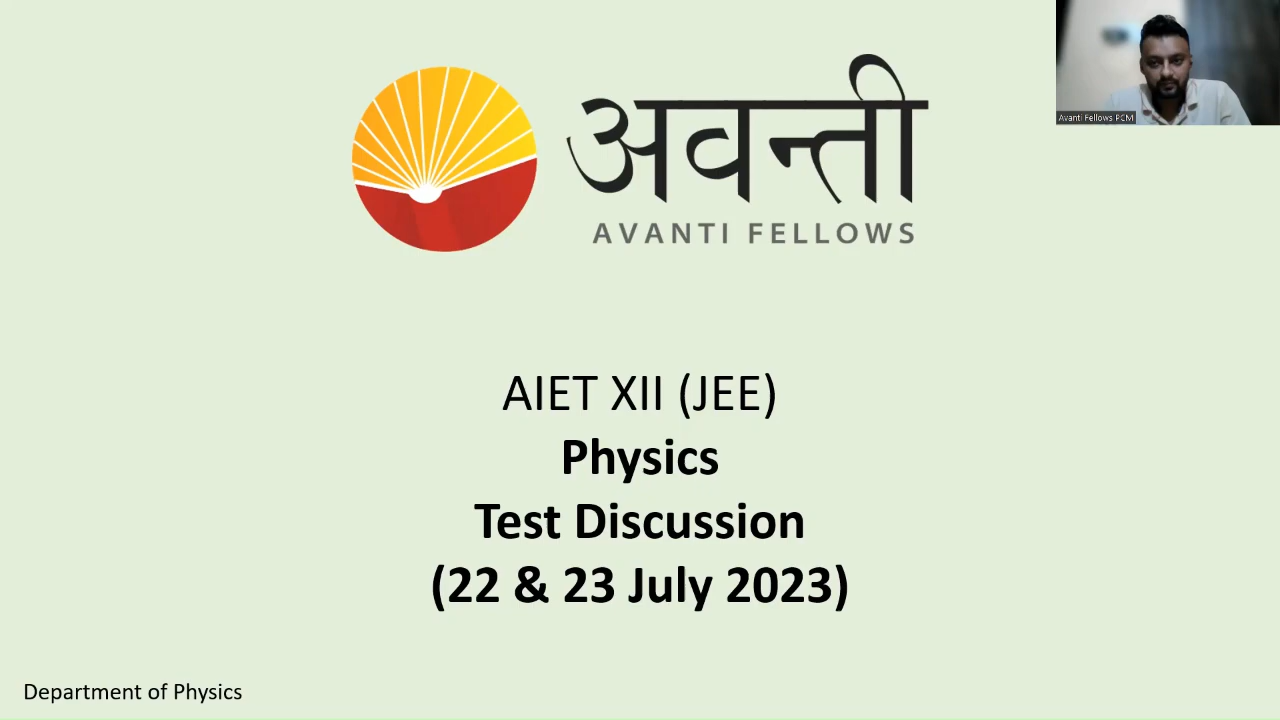 अवन्ती
AVANTI FELLOWS
Avanti Fellows PCM
AIET XII (JEE)
Physics
Test Discussion
(22 & 23 July 2023)
Department of Physics